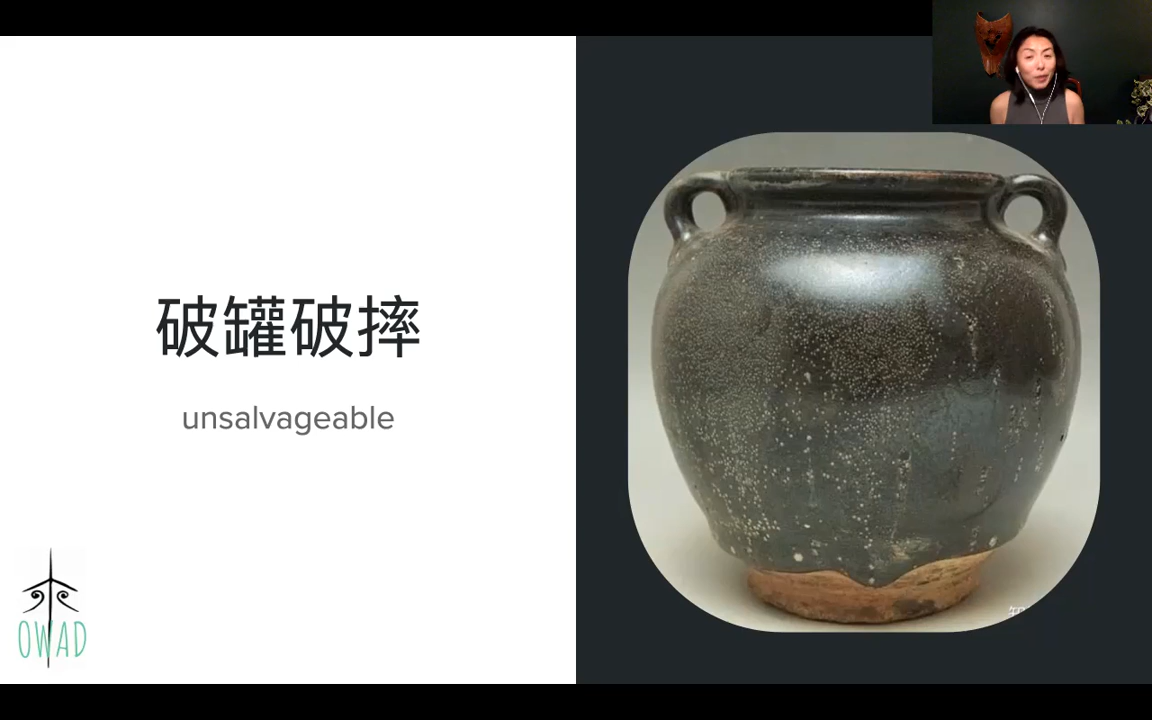 破罐破摔
unsalvageable
OWAD